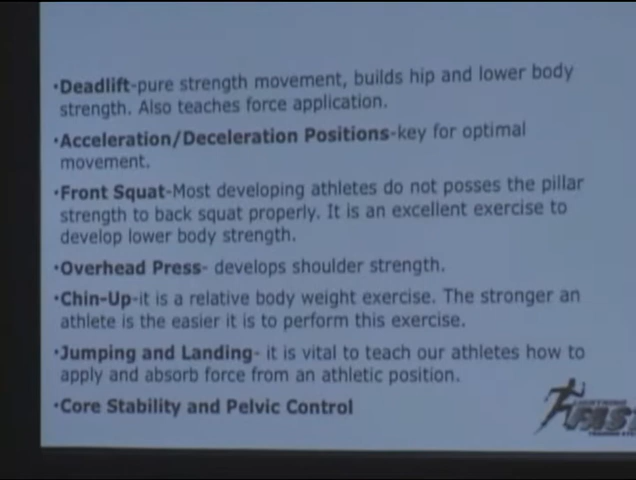 •Deadlift-pure strength movement, builds hip and lower body
strength. Also teaches force application.
•Acceleration/Deceleration Positions-key for optimal
movement.
•Front Squat-Most developing athletes do not posses the pillar
strength to back squat properly. It is an excellent exercise to
develop lower body strength.
•Overhead Press- develops shoulder strength.
•Chin-Up-it is a relative body weight exercise. The stronger an
athlete is the easier it is to perform this exercise.
•Jumping and Landing- it is vital to teach our athletes how to
apply and absorb force from an athletic position.
•Core Stability and Pelvic Control
LIGHTNING
FAST